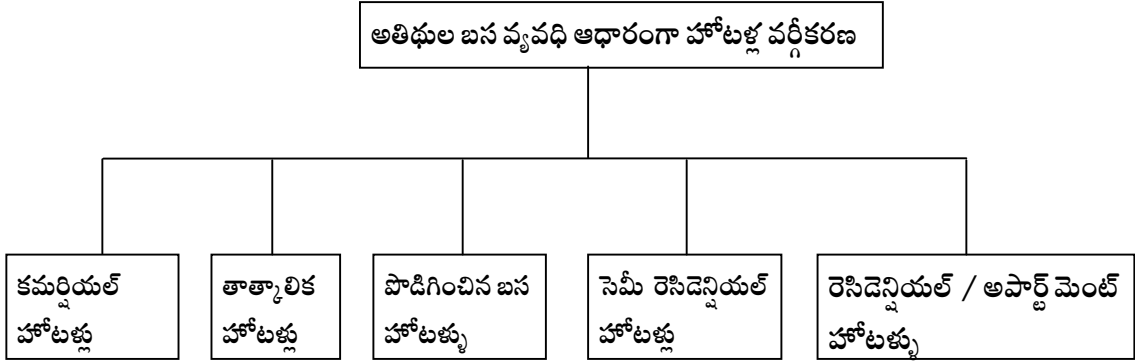 అతిథుల బస వ్యవధి ఆధారంగా హోటళ్ల వర్గీకరణ
కమర్షియల్
హోటళ్లు
తాత్కాలిక
హోటళ్లు
పొడిగించిన బస
హోటళ్ళు
సెమీ రెసిడెన్షియల్
హోటళ్లు
రెసిడెన్షియల్ / అపార్ట్ మెంట్
హోటళ్ళు